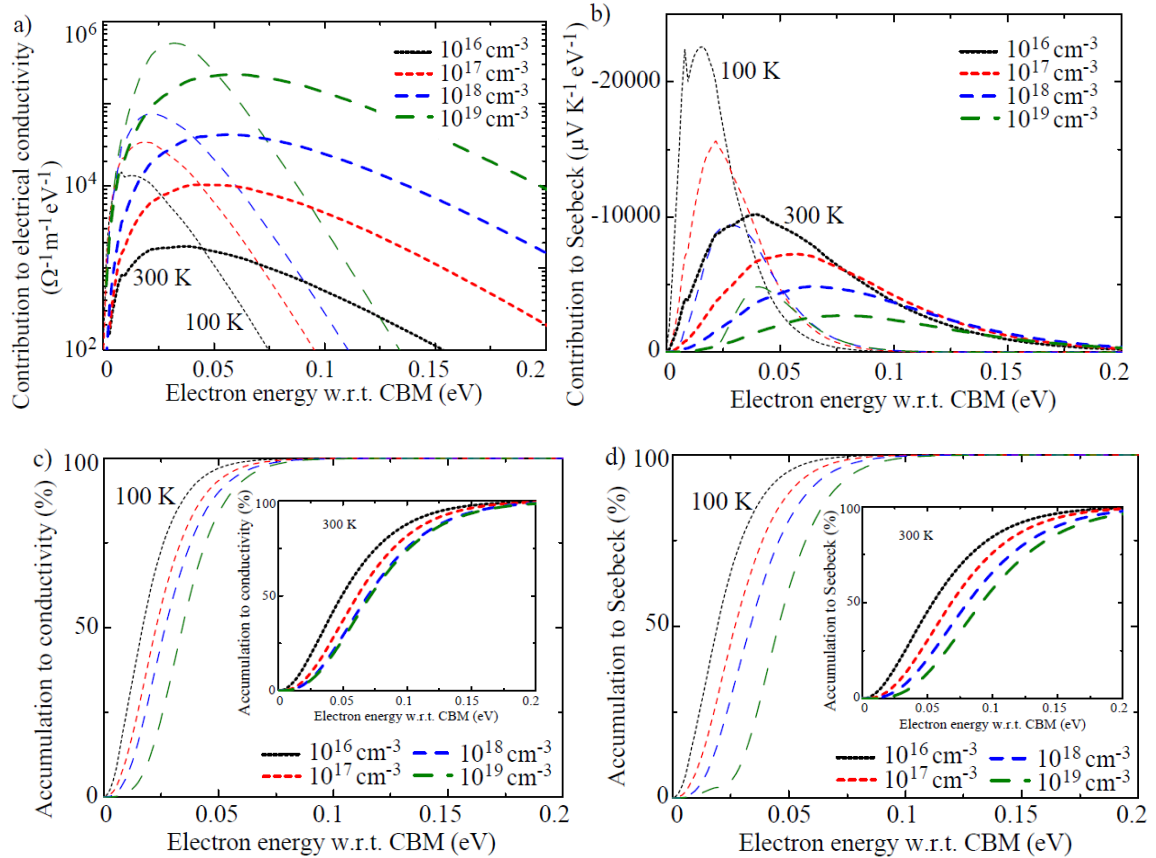 a)
Contribution to electrical conductivity
(Ω⁻¹m⁻¹eV⁻¹)
10⁶
10⁴
10²
10¹⁶ cm⁻³
10¹⁷ cm⁻³
10¹⁸ cm⁻³
10¹⁹ cm⁻³
300 K
100 K
0 0.05 0.1 0.15 0.2
Electron energy w.r.t. CBM (eV)
b)
Contribution to Seebeck (µV K⁻¹ eV⁻¹)
-20000
-10000
0
10¹⁶ cm⁻³
10¹⁷ cm⁻³
10¹⁸ cm⁻³
10¹⁹ cm⁻³
100 K
300 K
0 0.05 0.1 0.15 0.2
Electron energy w.r.t. CBM (eV)
c)
Accumulation to conductivity (%)
100
50
0
100 K
Accumulation to conductivity (%)
100
50
0
300 K
0 0.05 0.1 0.15 0.2
Electron energy w.r.t. CBM (eV)
10¹⁶ cm⁻³ 10¹⁸ cm⁻³
10¹⁷ cm⁻³ 10¹⁹ cm⁻³
0 0.05 0.1 0.15 0.2
Electron energy w.r.t. CBM (eV)
d)
Accumulation to Seebeck (%)
100
50
0
100 K
Accumulation to Seebeck (%)
100
50
0
300 K
0 0.05 0.1 0.15 0.2
Electron energy w.r.t. CBM (eV)
10¹⁶ cm⁻³ 10¹⁸ cm⁻³
10¹⁷ cm⁻³ 10¹⁹ cm⁻³
0 0.05 0.1 0.15 0.2
Electron energy w.r.t. CBM (eV)